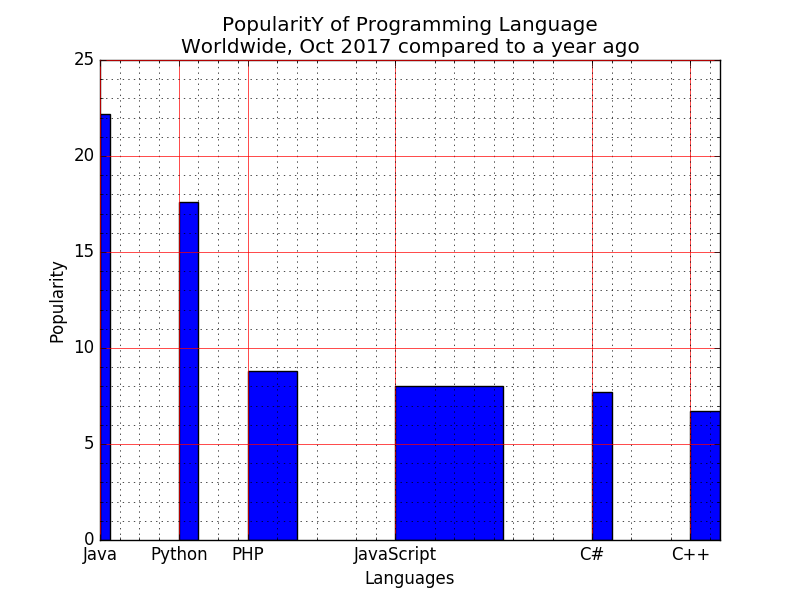 PopularitY of Programming Language
Worldwide, Oct 2017 compared to a year ago
25
20
15
10
5
0
Popularity
Java Python PHP JavaScript C# C++
Languages